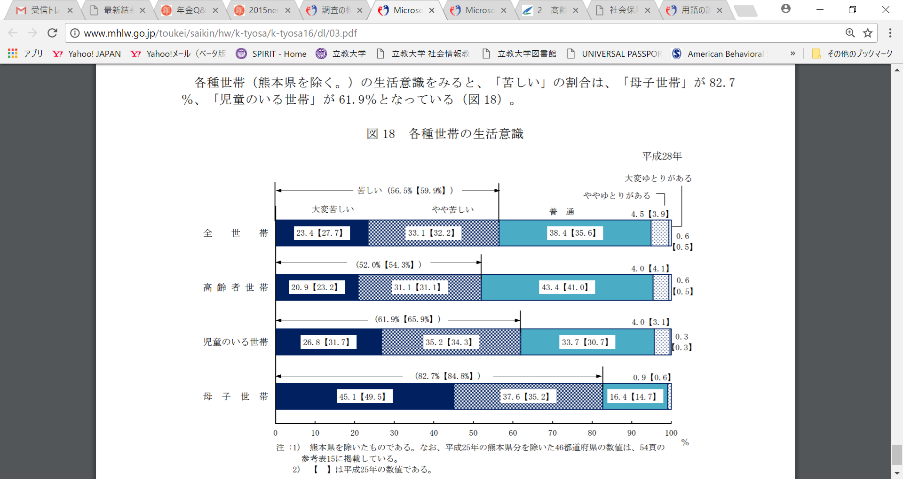 受信トレ
最新諸
年金Q&
2015no
調査の
Microso
Microso
2 高齢
社会保
用語の
www.mhlw.go.jp/toukei/saikin/hw/k-tyosa/k-tyosa16/dl/03.pdf
アプリ Yahoo! JAPAN Yahoo!メール（ベータ版 SPIRIT - Home 立教大学 立教大学 社会情報教 立教大学図書館 UNIVERSAL PASSPO American Behavioral » その他のブックマーク
各種世帯（熊本県を除く。）の生活意識をみると、「苦しい」の割合は、「母子世帯」が 82.7
%、「児童のいる世帯」が 61.9%となっている（図 18）。
図 18 各種世帯の生活意識
平成28年
大変ゆとりがある
ややゆとりがある
苦しい（56.5%【59.9%】）
大変苦しい やや苦しい 普 通
4.5【3.9】
全 世 帯 23.4【27.7】 33.1【32.2】 38.4【35.6】 0.6
【0.5】
（52.0%【54.3%】）
4.0【4.1】
高 齢 者 世 帯 20.9【23.2】 31.1【31.1】 43.4【41.0】 0.6
【0.5】
（61.9%【65.9%】）
4.0【3.1】
児童のいる世帯 26.8【31.7】 35.2【34.3】 33.7【30.7】 0.3
【0.3】
（82.7%【84.8%】）
0.9【0.6】
母 子 世 帯 45.1【49.5】 37.6【35.2】 16.4【14.7】
0 10 20 30 40 50 60 70 80 90 100
%
注：1） 熊本県を除いたものである。なお、平成25年の熊本県分を除いた46都道府県の数値は、54頁の
参考表15に掲載している。
2） 【 】は平成25年の数値である。